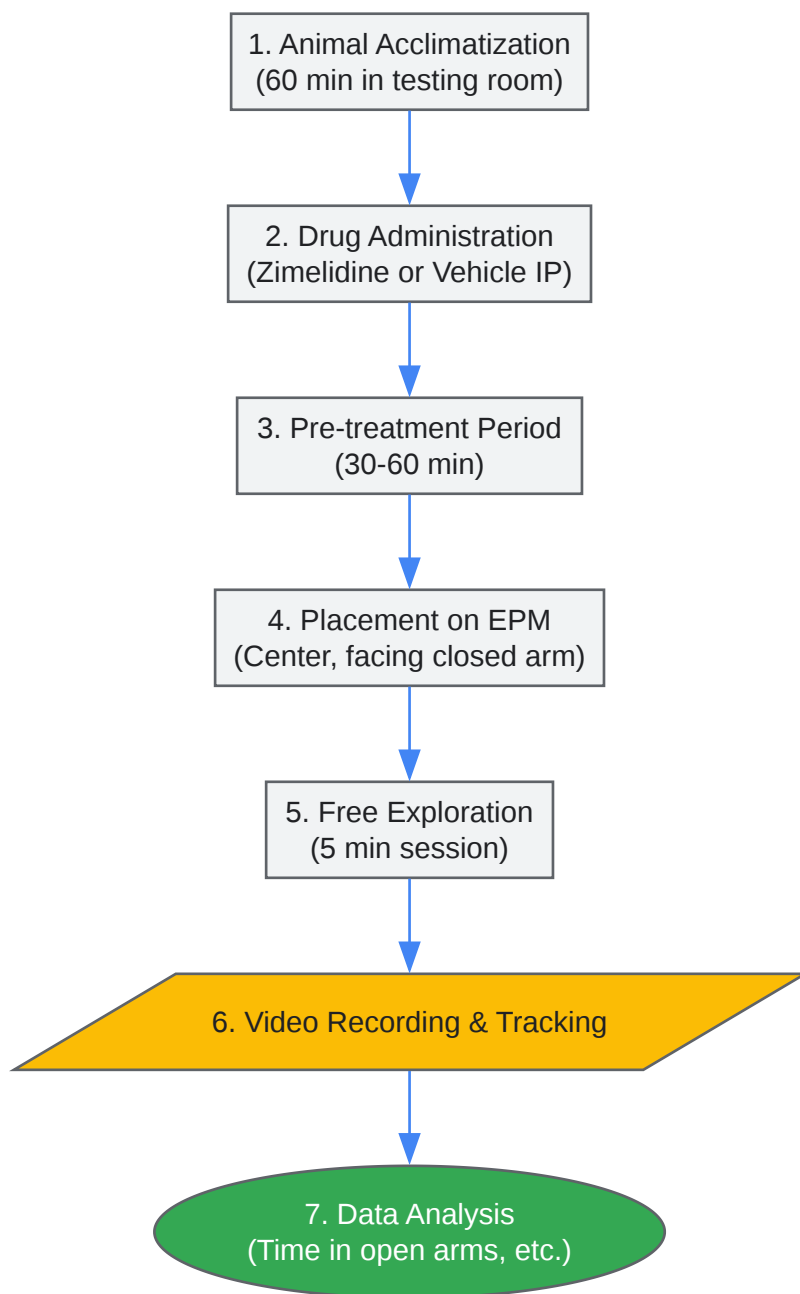 1. Animal Acclimatization
(60 min in testing room)
2. Drug Administration
(Zimelidine or Vehicle IP)
3. Pre-treatment Period
(30-60 min)
4. Placement on EPM
(Center, facing closed arm)
5. Free Exploration
(5 min session)
6. Video Recording & Tracking
7. Data Analysis
(Time in open arms, etc.)